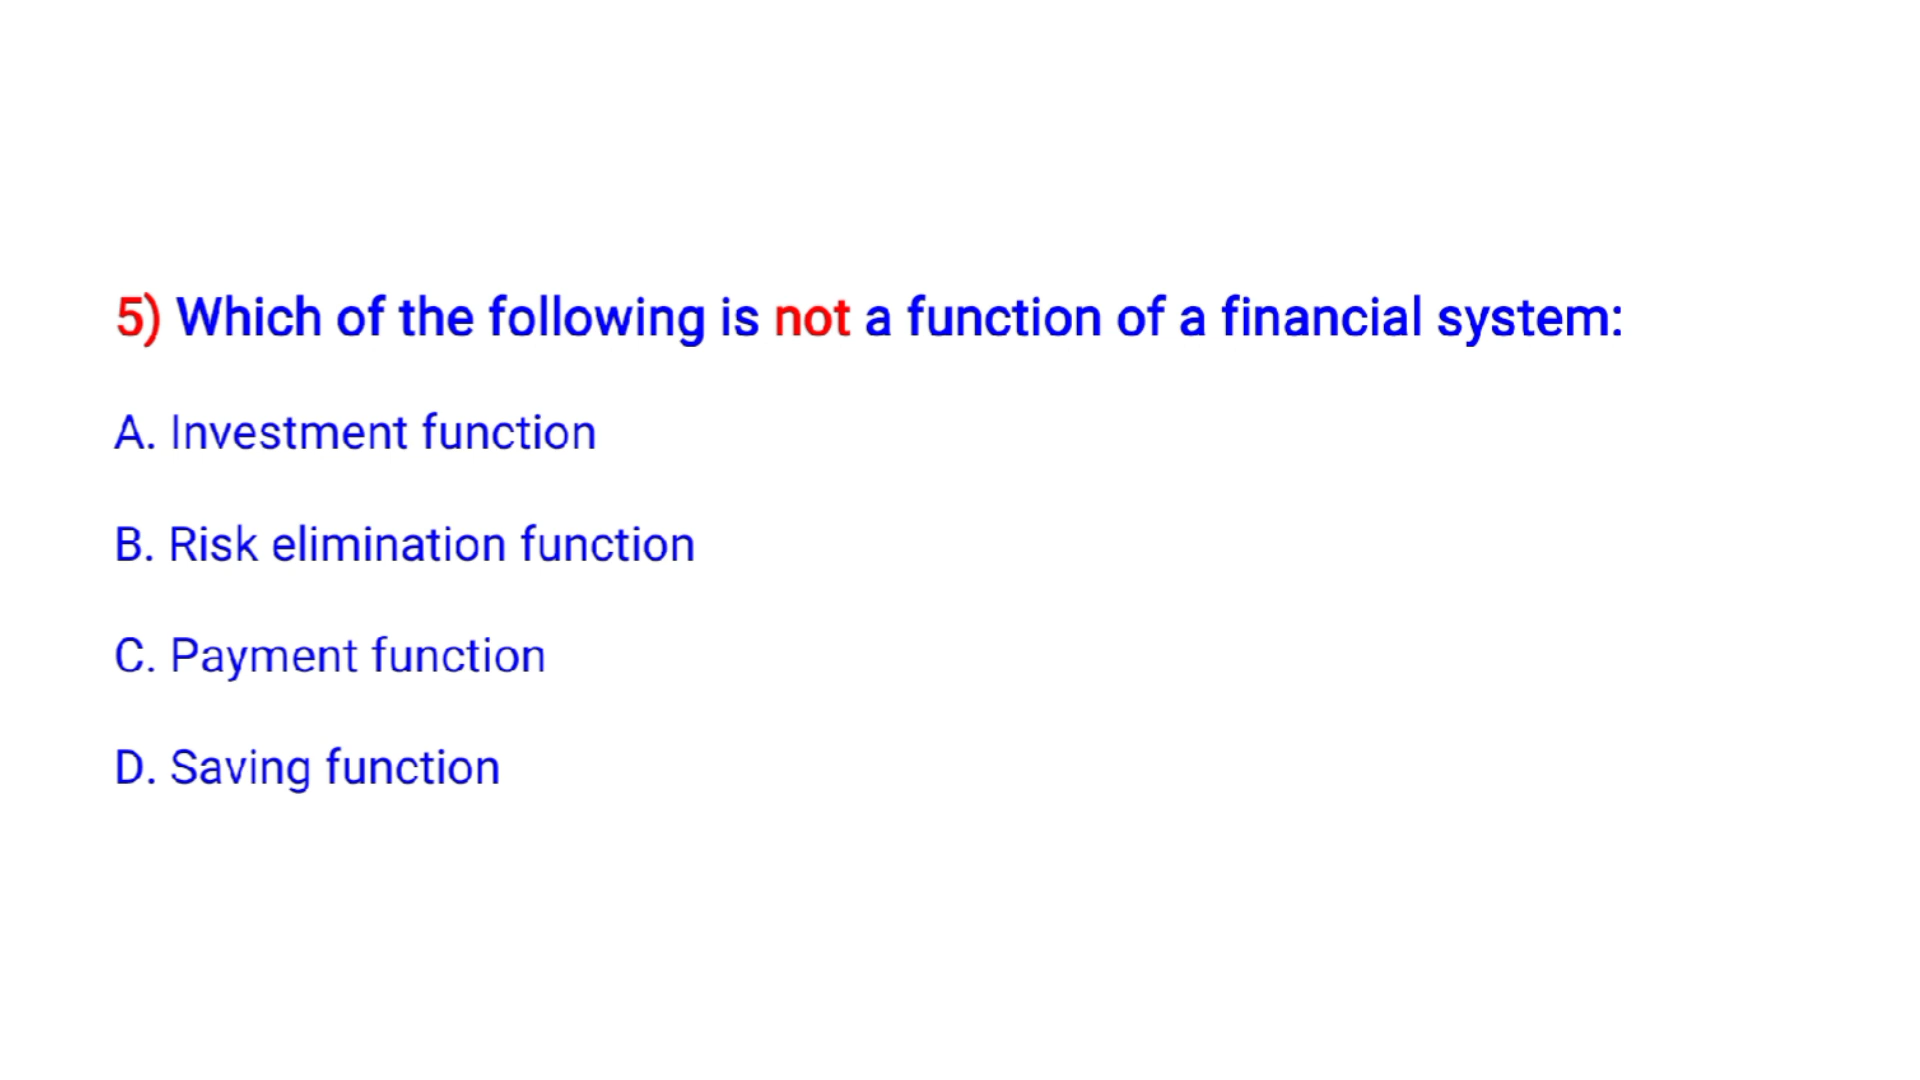 5) Which of the following is not a function of a financial system:
A. Investment function
B. Risk elimination function
C. Payment function
D. Saving function